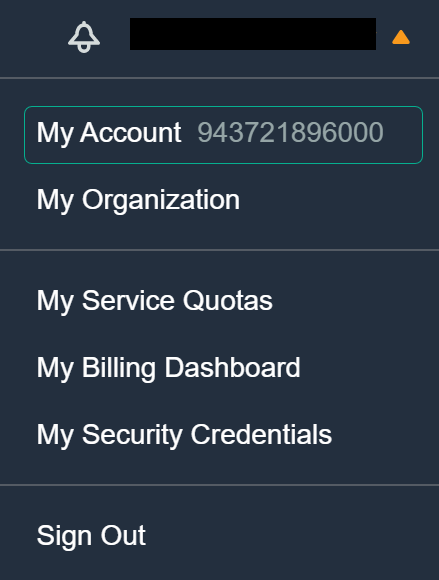 My Account 943721896000
My Organization
My Service Quotas
My Billing Dashboard
My Security Credentials
Sign Out